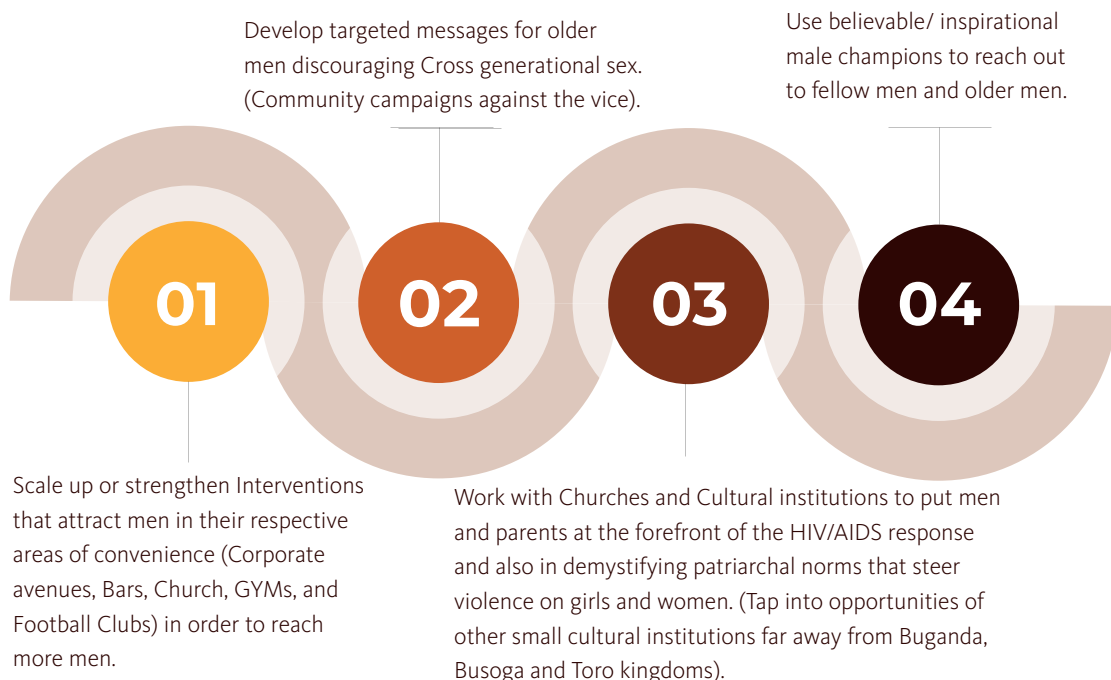 Develop targeted messages for older
men discouraging Cross generational sex.
(Community campaigns against the vice).
Use believable/ inspirational
male champions to reach out
to fellow men and older men.
01
02
03
04
Scale up or strengthen Interventions
that attract men in their respective
areas of convenience (Corporate
avenues, Bars, Church, GYMs, and
Football Clubs) in order to reach
more men.
Work with Churches and Cultural institutions to put men
and parents at the forefront of the HIV/AIDS response
and also in demystifying patriarchal norms that steer
violence on girls and women. (Tap into opportunities of
other small cultural institutions far away from Buganda,
Busoga and Toro kingdoms).